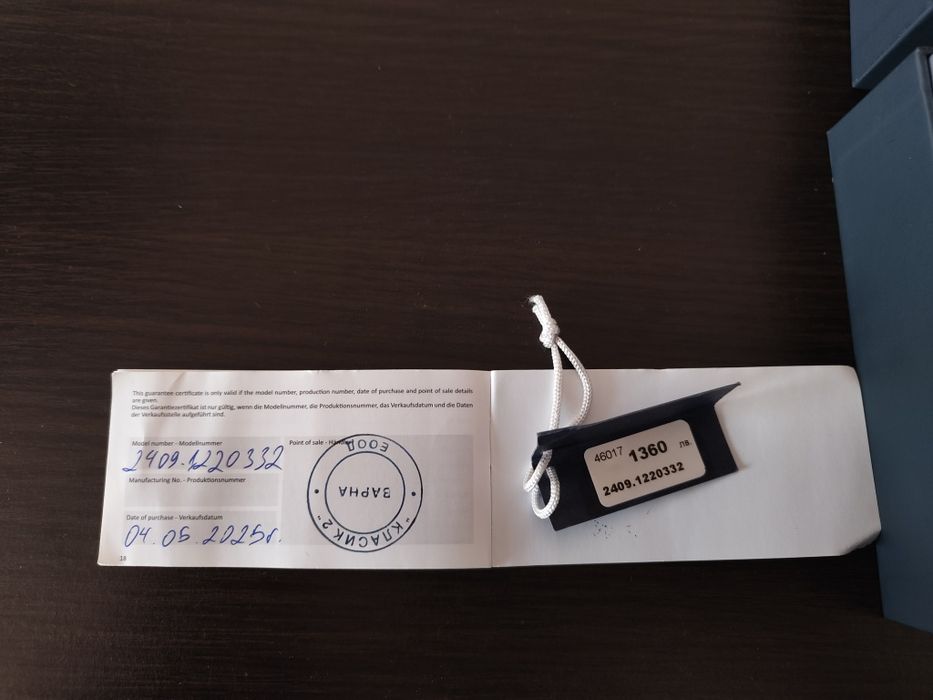 This guarantee certificate is only valid if the model number, production number, date of purchase and point of sale details
are given.
Dieses Garantiezertifikat ist nur gültig, wenn die Modellnummer, die Produktionsnummer, das Verkaufsdatum und die Daten
der Verkaufsstelle aufgeführt sind.
Model number - Modellnummer
2409.1220332
Manufacturing No. - Produktionsnummer
Date of purchase - Verkaufsdatum
04.05.2025г.
18
Point of sale - Händler
"КЛАСИК 2"
ВАРНА
ЕООД
46017 1360 лв.
2409.1220332